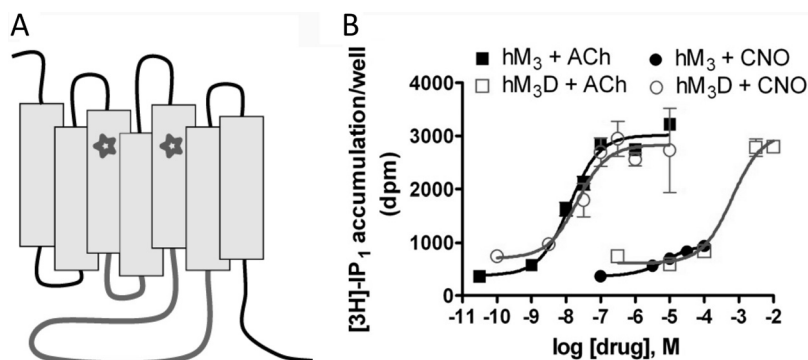 A
B
hM3 + ACh
hM3 + CNO
hM3D + ACh
hM3D + CNO
[3H]-IP1 accumulation/well
(dpm)
4000
3000
2000
1000
0
-11 -10 -9 -8 -7 -6 -5 -4 -3 -2
log [drug], M